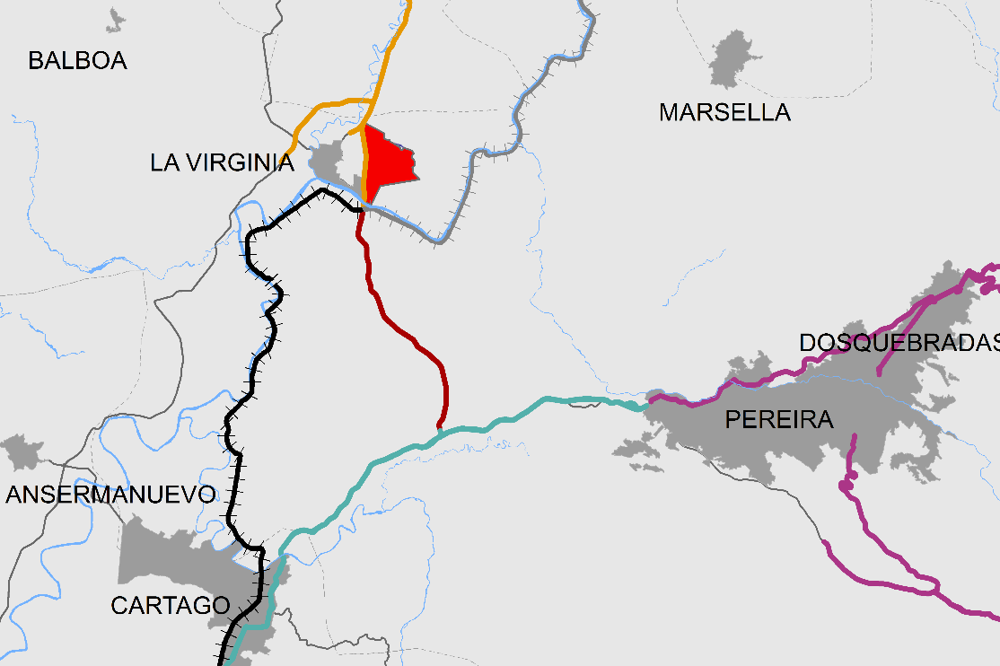 BALBOA
MARSELLA
LA VIRGINIA
DOSQUEBRADAS
PEREIRA
ANSERMANUEVO
CARTAGO